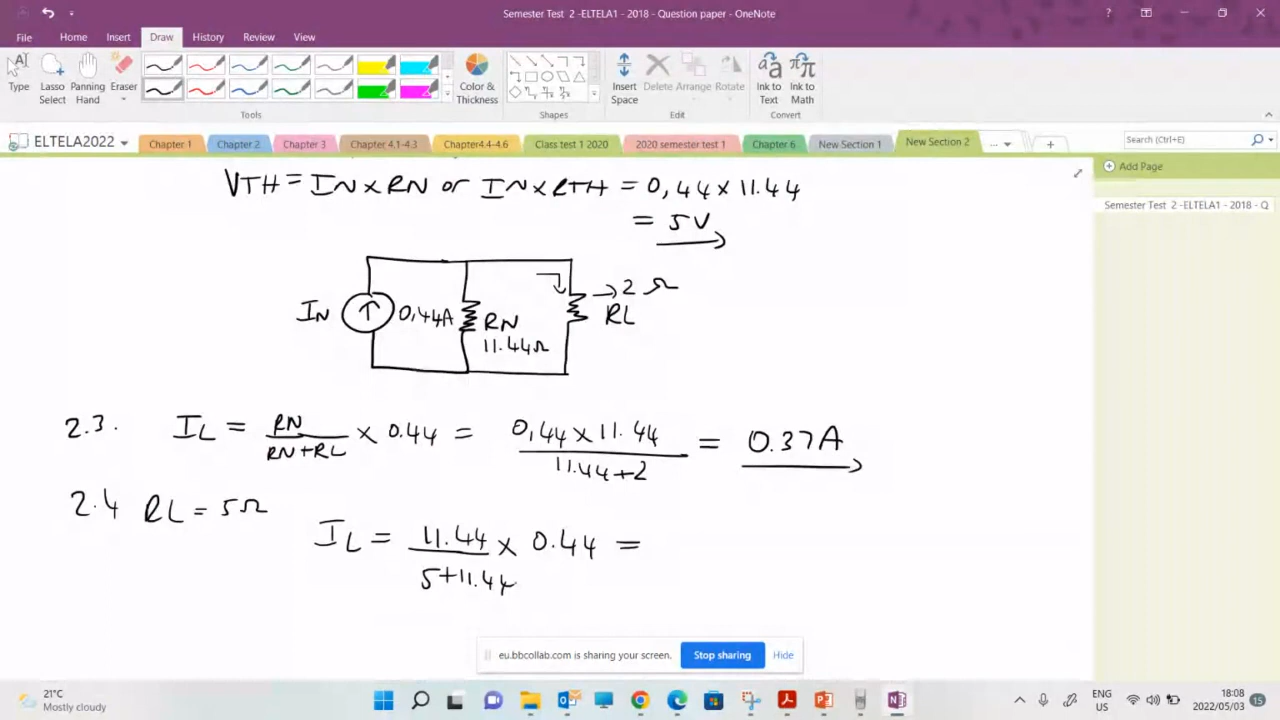 Semester Test 2 -ELTELA1 - 2018 - Question paper - OneNote
File Home Insert Draw History Review View
Type Lasso Select Panning Hand Eraser Color & Thickness Shapes Insert Space Delete Arrange Rotate Ink to Text Ink to Math
Tools Shapes Edit Convert
ELTELA2022 Chapter 1 Chapter 2 Chapter 3 Chapter 4.1-4.3 Chapter4.4-4.6 Class test 1 2020 2020 semester test 1 Chapter 6 New Section 1 New Section 2 ... Search (Ctrl+E)
Add Page
Semester Test 2 -ELTELA1 - 2018 - Q
VTH = IN x RN or IN x RTH = 0,44 x 11.44
= 5V
IN 0,44A RN 11.44Ω
2 Ω
RL
2.3. IL = RN / RN+RL x 0.44 = 0,44 x 11.44 / 11.44+2 = 0.37A
2.4 RL = 5Ω
IL = 11.44 / 5+11.44 x 0.44 =
eu.bbcollab.com is sharing your screen. Stop sharing Hide
21°C
Mostly cloudy
ENG
US
18:08
2022/05/03
15